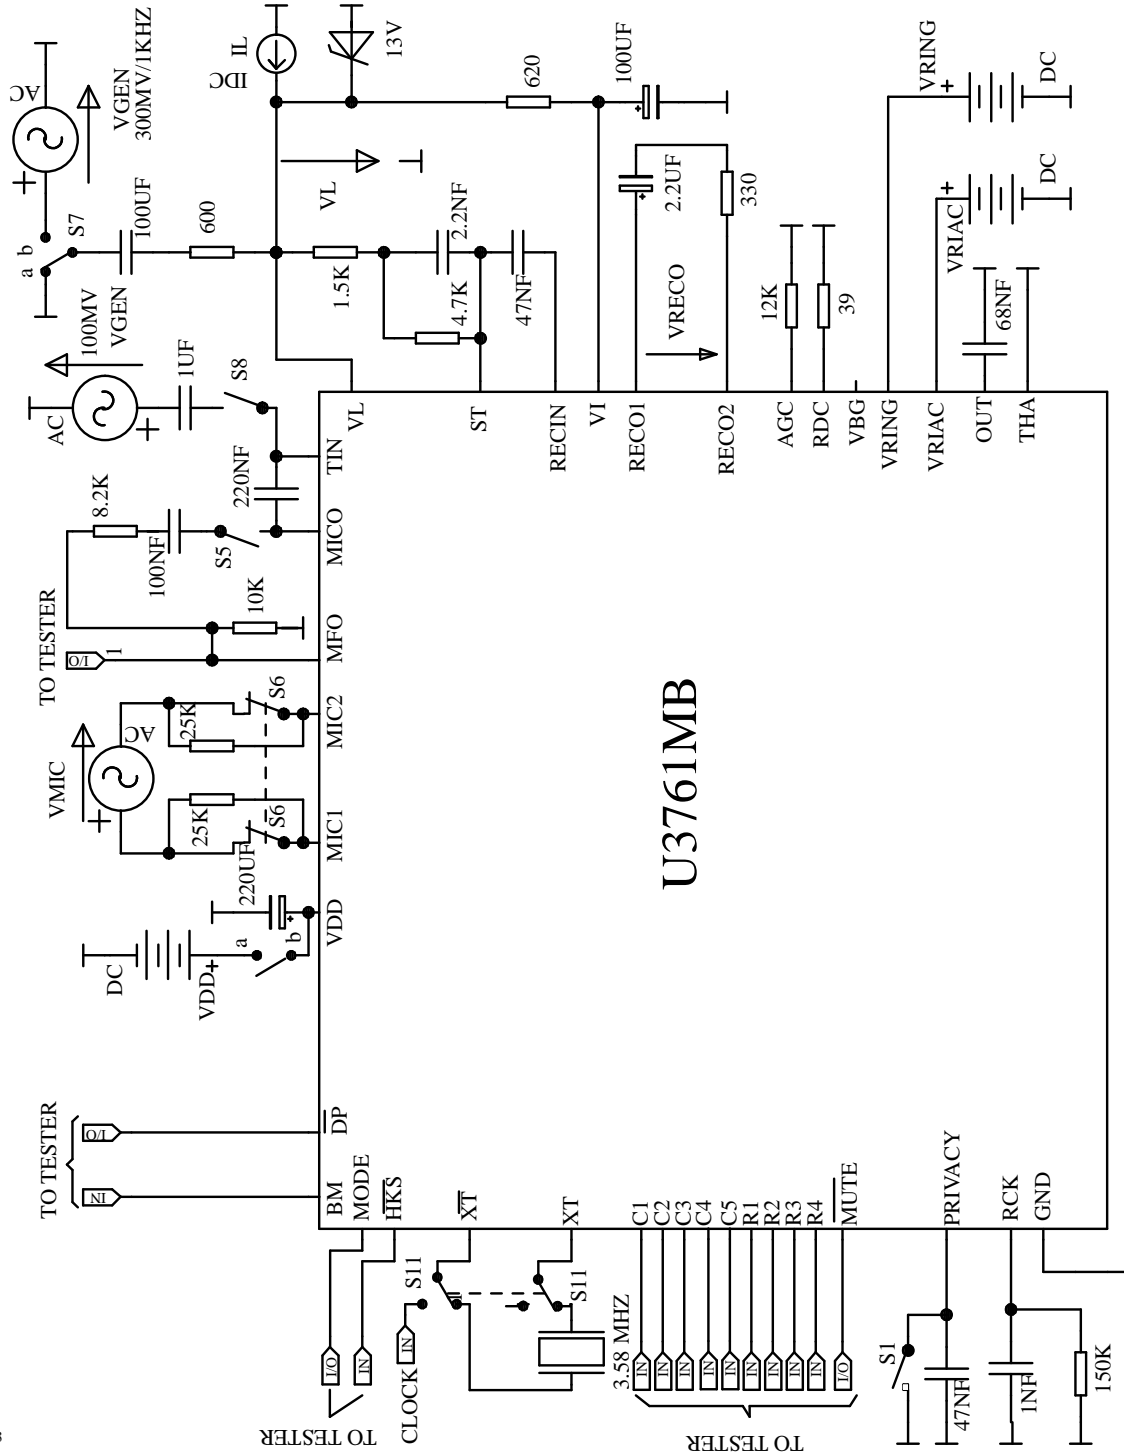 AC
VGEN
300MV/1KHZ
S7
a
b
100UF
600
IL
IDC
13V
620
100UF
VL
1.5K
2.2NF
4.7K
47NF
2.2UF
330
VRECO
12K
39
VRING
+
DC
VRIAC
+
DC
68NF
100MV
VGEN
AC
+
1UF
S8
220NF
8.2K
100NF
S5
10K
TO TESTER
I/O
1
VMIC
+
AC
25K
S6
25K
S6
220UF
DC
VDD
+
a
b
TO TESTER
I/O
IN
VL
ST
RECIN
VI
RECO1
RECO2
AGC
RDC
VBG
VRING
VRIAC
OUT
THA
TIN
MICO
MFO
MIC2
MIC1
VDD
DP
BM
MODE
HKS
XT
XT
C1
C2
C3
C4
C5
R1
R2
R3
R4
MUTE
PRIVACY
RCK
GND
U3761MB
I/O
IN
TO TESTER
CLOCK
IN
S11
S11
3.58 MHZ
IN
IN
IN
IN
IN
IN
IN
IN
IN
I/O
TO TESTER
S1
47NF
1NF
150K